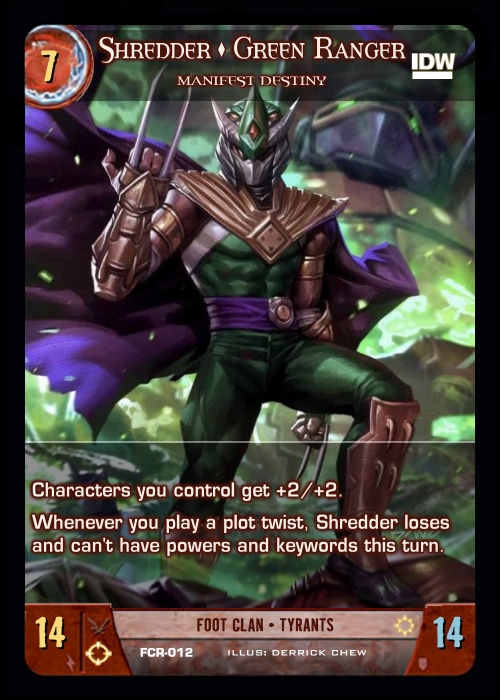 7
Shredder ♦ Green Ranger
IDW
Manifest Destiny
Characters you control get +2/+2.
Whenever you play a plot twist, Shredder loses
and can't have powers and keywords this turn.
14
FOOT CLAN • TYRANTS
14
FCR-012
ILLUS: DERRICK CHEW